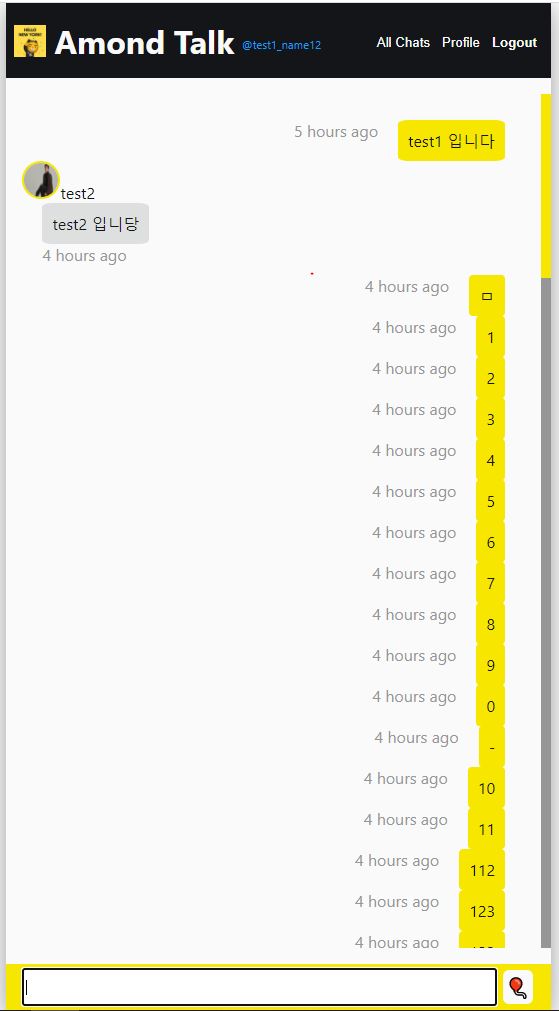 HELLO
NEW YORK!
Amond Talk @test1_name12 All Chats Profile Logout
5 hours ago test1 입니다
test2
test2 입니당
4 hours ago
4 hours ago ㅁ
4 hours ago 1
4 hours ago 2
4 hours ago 3
4 hours ago 4
4 hours ago 5
4 hours ago 6
4 hours ago 7
4 hours ago 8
4 hours ago 9
4 hours ago 0
4 hours ago -
4 hours ago 10
4 hours ago 11
4 hours ago 112
4 hours ago 123
4 hours ago